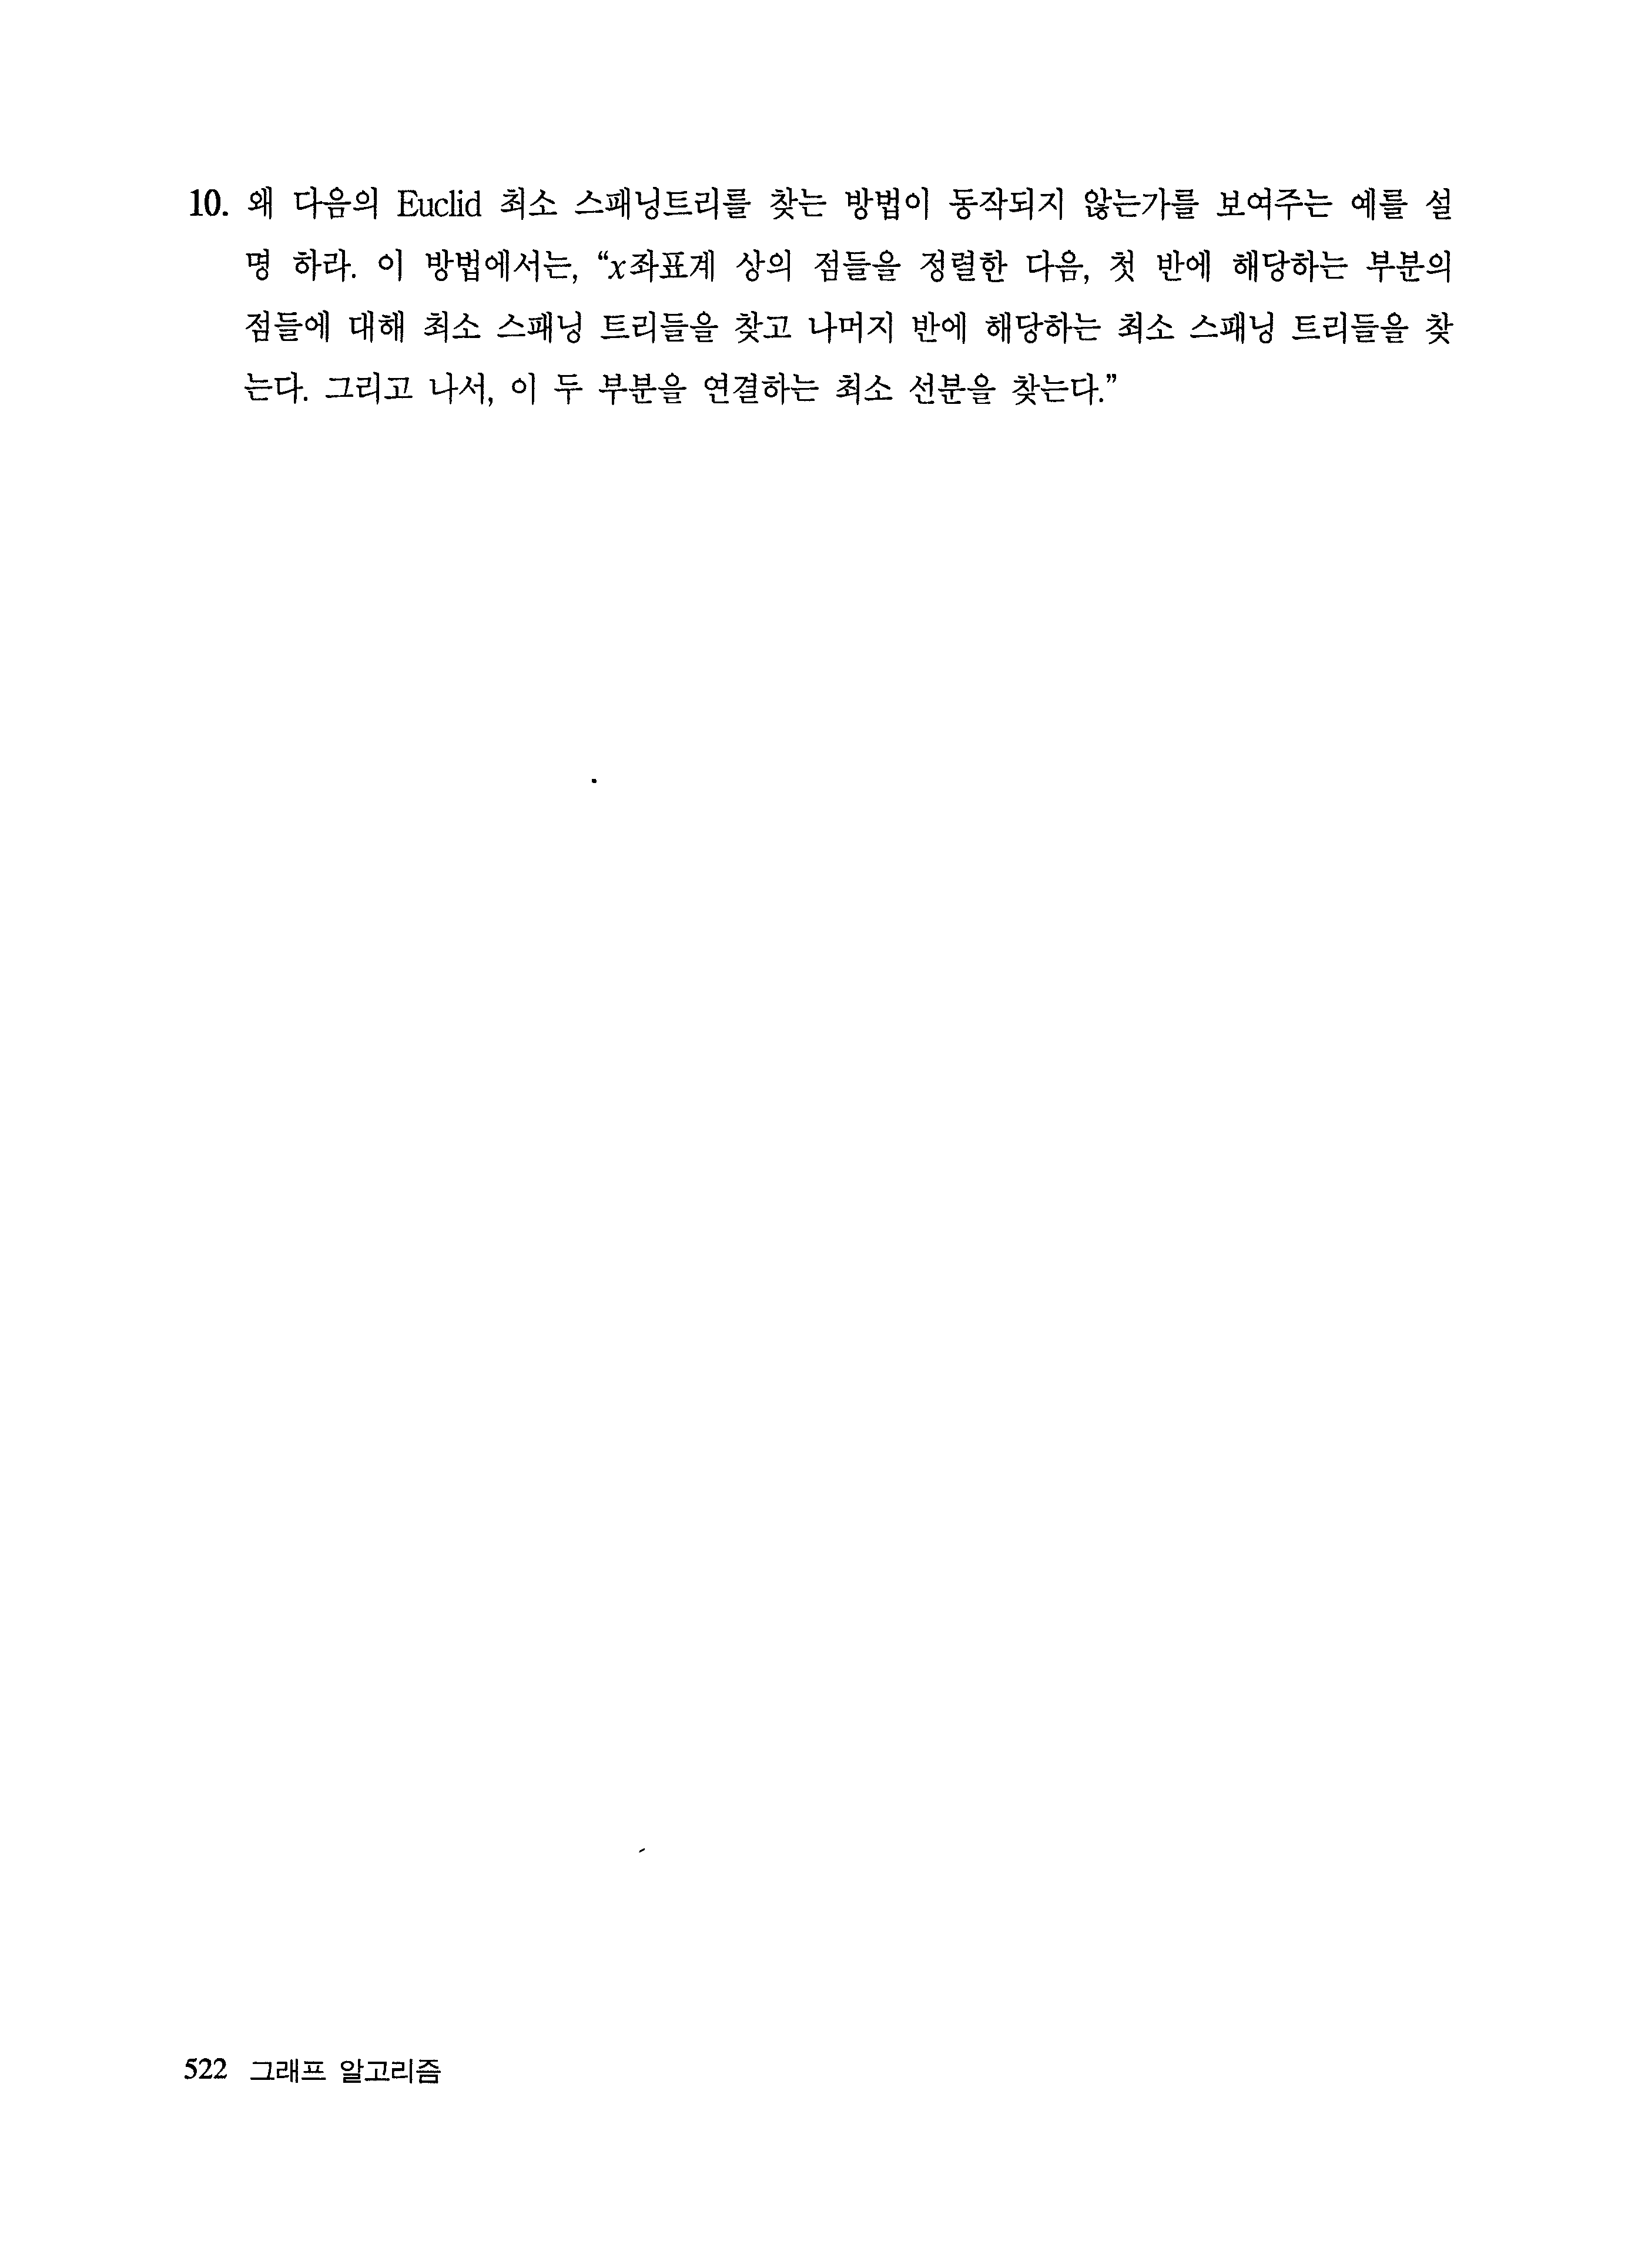 10. 왜 다음의 Euclid 최소 스패닝트리를 찾는 방법이 동작되지 않는가를 보여주는 예를 설
명 하라. 이 방법에서는, “x좌표계 상의 점들을 정렬한 다음, 첫 반에 해당하는 부분의
점들에 대해 최소 스패닝 트리들을 찾고 나머지 반에 해당하는 최소 스패닝 트리들을 찾
는다. 그리고 나서, 이 두 부분을 연결하는 최소 선분을 찾는다.”
522 그래프 알고리즘